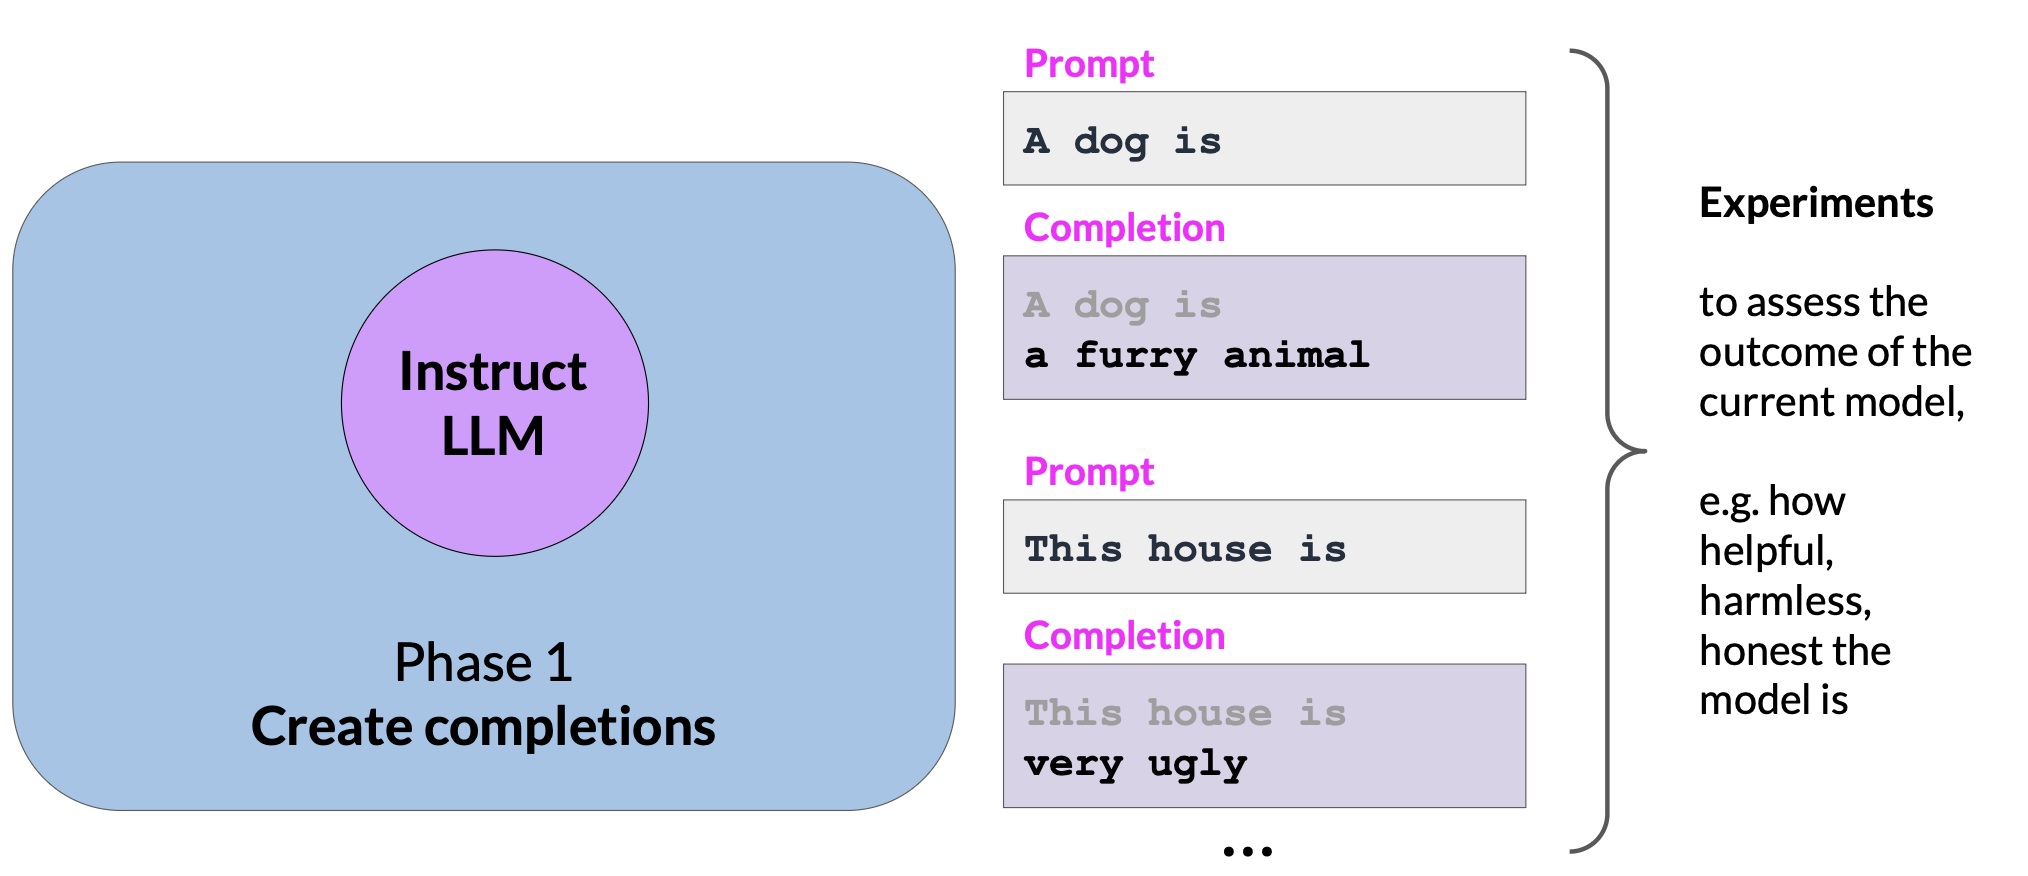 Instruct
LLM
Phase 1
Create completions
Prompt
A dog is
Completion
A dog is
a furry animal
Prompt
This house is
Completion
This house is
very ugly
...
Experiments
to assess the
outcome of the
current model,
e.g. how
helpful,
harmless,
honest the
model is